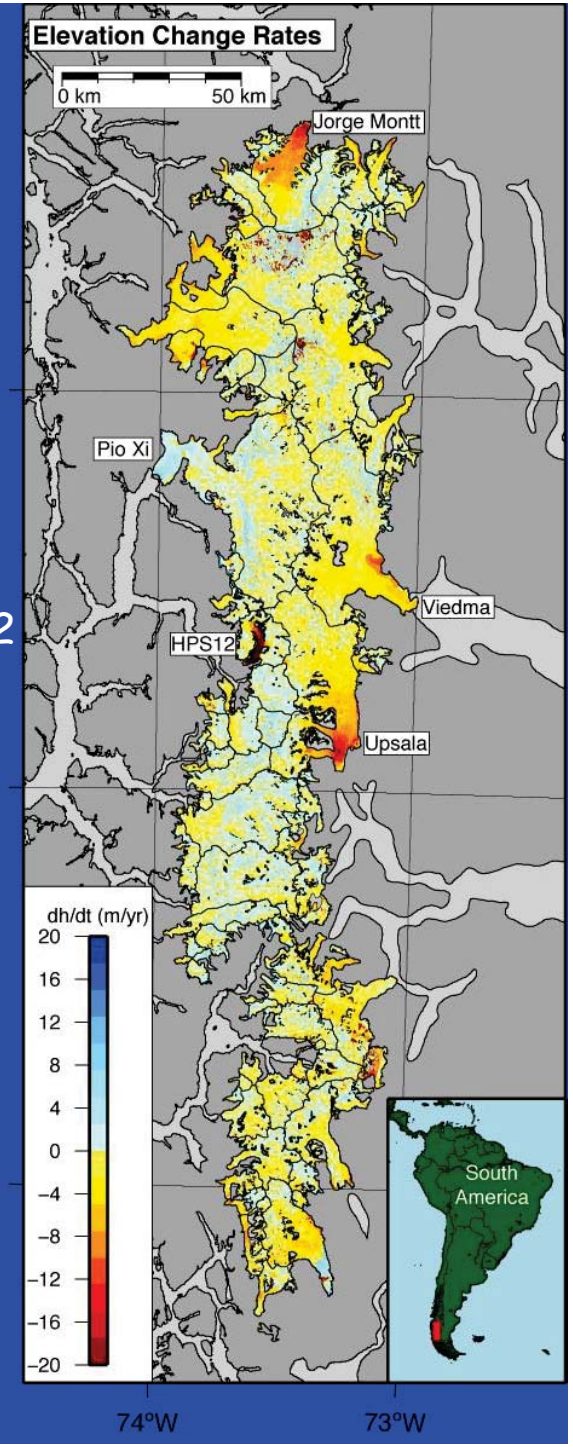 Elevation Change Rates
0 km 50 km
Jorge Montt
Pio Xi
Viedma
2
HPS12
Upsala
dh/dt (m/yr)
20
16
12
8
4
0
−4
−8
−12
−16
−20
South
America
74°W 73°W